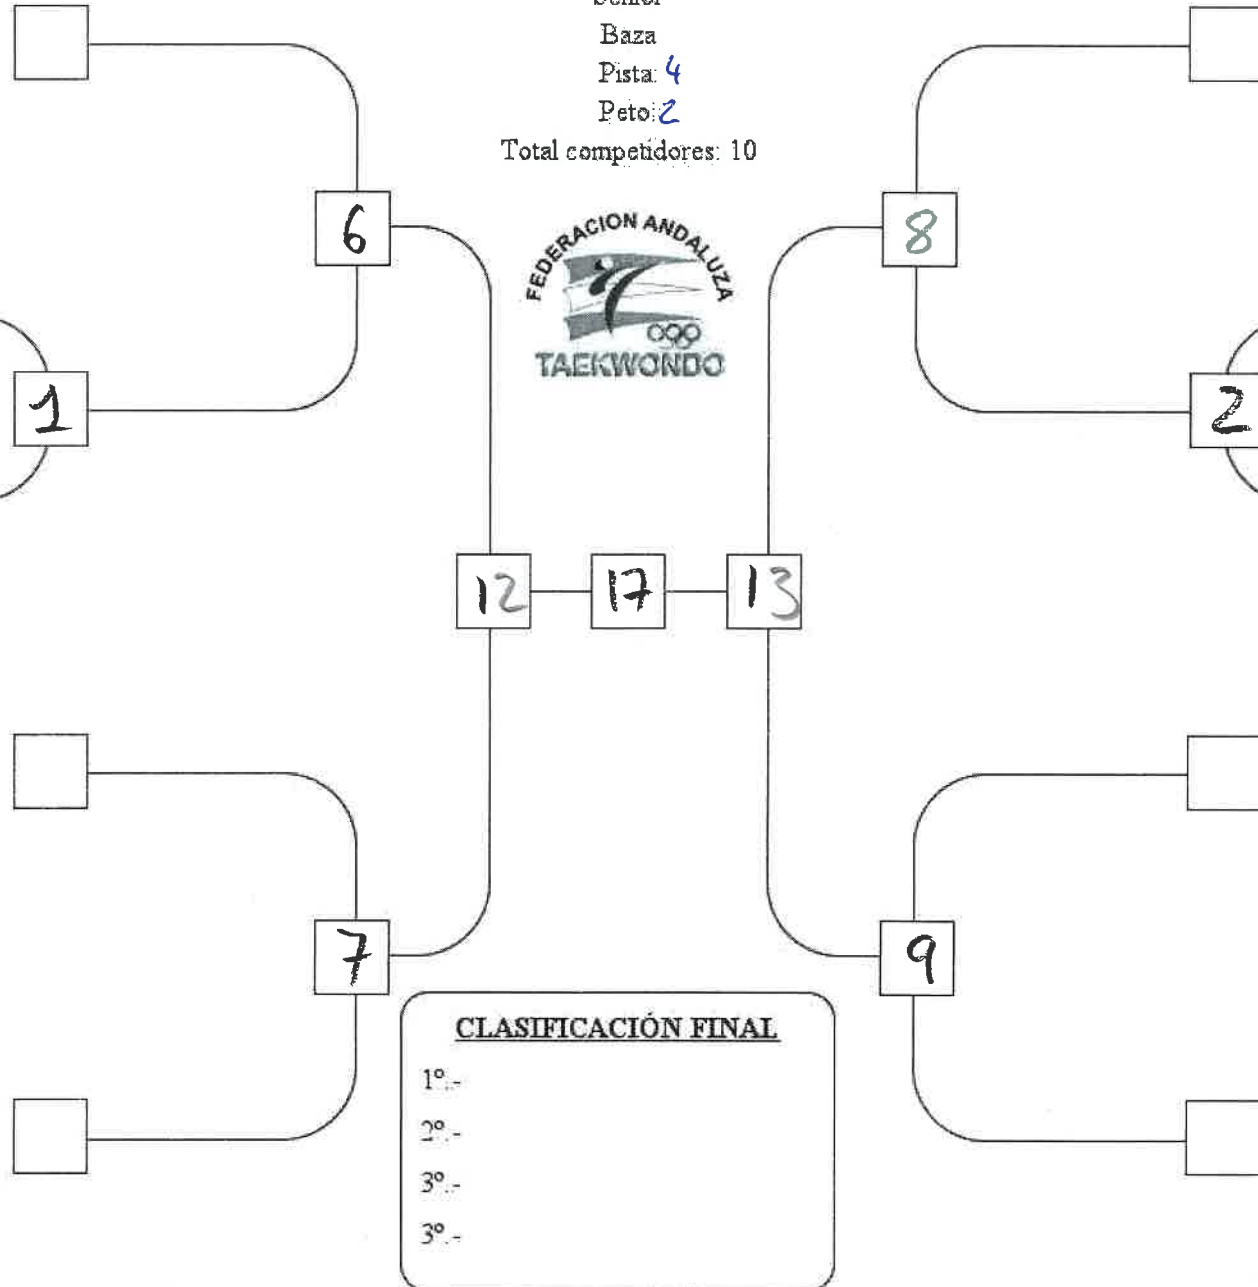 Senior
Baza
Pista: 4
Peto: 2
Total competidores: 10
6
8
FEDERACION ANDALUZA
TAEKWONDO
1
2
12
17
13
7
9
CLASIFICACIÓN FINAL
1º.-
2º.-
3º.-
3º.-